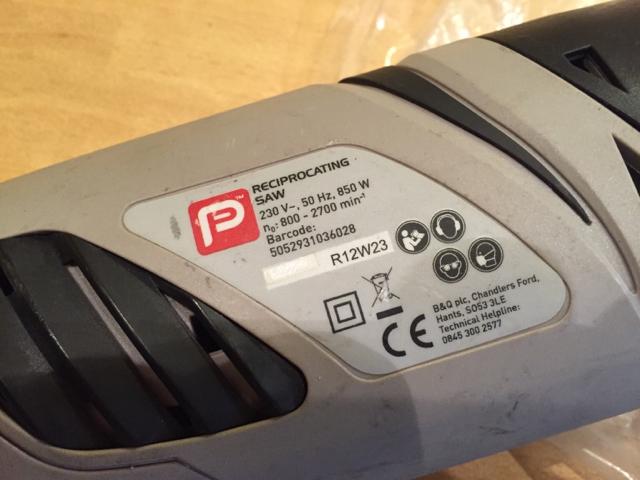 P™
RECIPROCATING
SAW
230 V~, 50 Hz, 850 W
n₀: 800 - 2700 min⁻¹
Barcode:
5052931036028
R12W23
CE
B&Q plc, Chandlers Ford,
Hants, SO53 3LE
Technical Helpline:
0845 300 2577